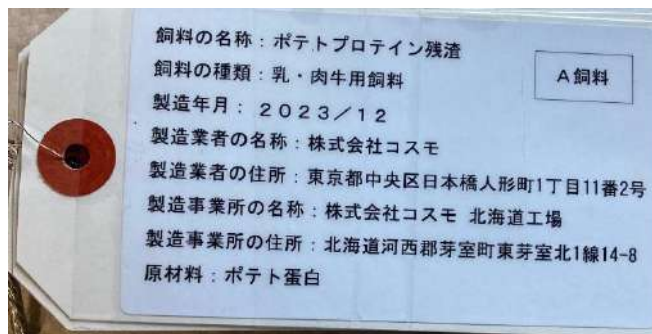 飼料の名称：ポテトプロテイン残渣
飼料の種類：乳・肉牛用飼料
A飼料
製造年月：２０２３／１２
製造業者の名称：株式会社コスモ
製造業者の住所：東京都中央区日本橋人形町1丁目11番2号
製造事業所の名称：株式会社コスモ 北海道工場
製造事業所の住所：北海道河西郡芽室町東芽室北1線14-8
原材料：ポテト蛋白